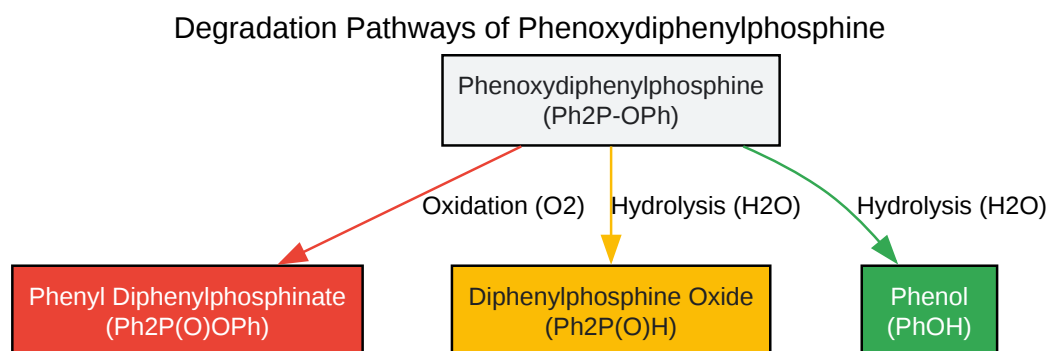 Degradation Pathways of Phenoxydiphenylphosphine
Phenoxydiphenylphosphine
(Ph2P-OPh)
Oxidation (O2)
Hydrolysis (H2O)
Hydrolysis (H2O)
Phenyl Diphenylphosphinate
(Ph2P(O)OPh)
Diphenylphosphine Oxide
(Ph2P(O)H)
Phenol
(PhOH)